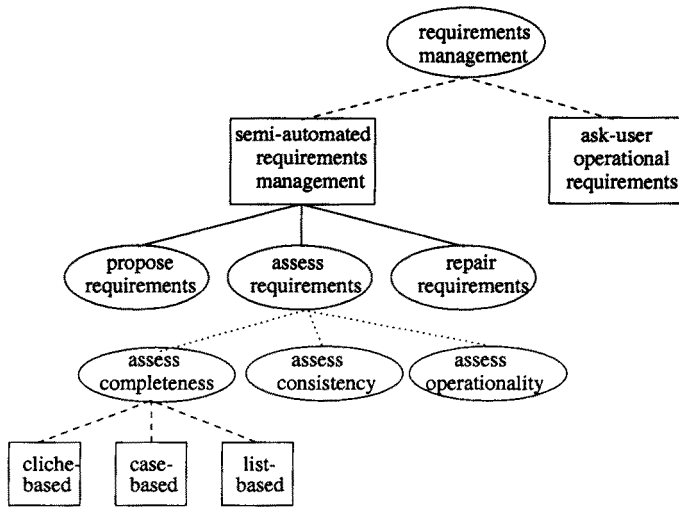 requirements
management
semi-automated
requirements
management
ask-user
operational
requirements
propose
requirements
assess
requirements
repair
requirements
assess
completeness
assess
consistency
assess
operationality
cliche-
based
case-
based
list-
based